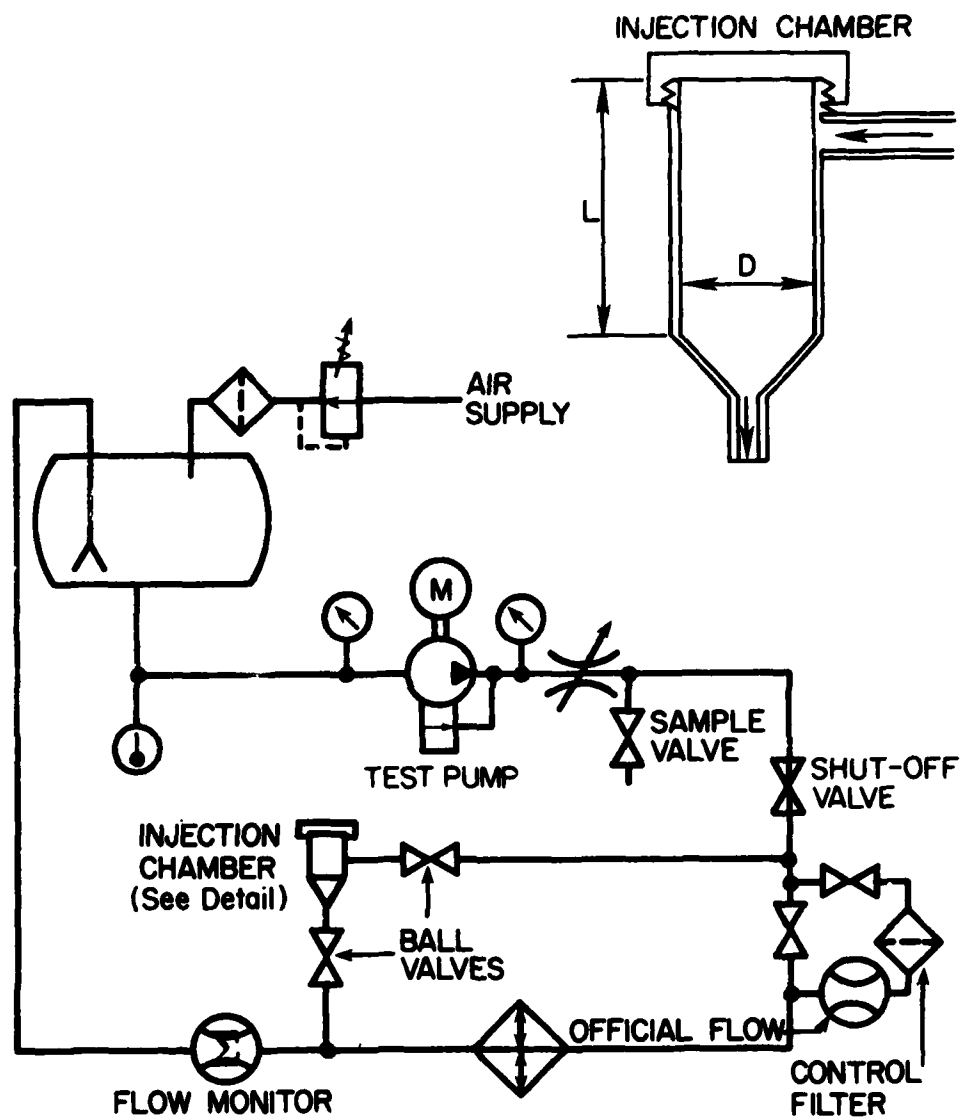 INJECTION CHAMBER
L
D
AIR
SUPPLY
M
SAMPLE
VALVE
TEST PUMP
SHUT-OFF
VALVE
INJECTION
CHAMBER
(See Detail)
BALL
VALVES
OFFICIAL FLOW
Σ
CONTROL
FILTER
FLOW MONITOR